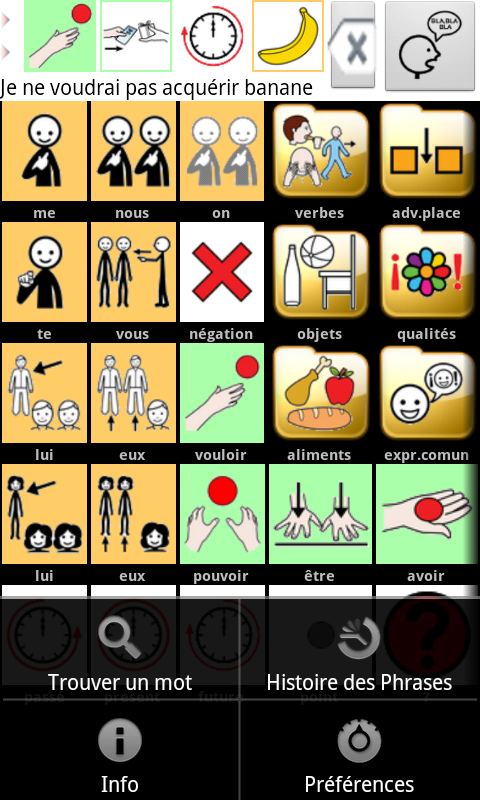 BLA,BLA
BLA
Je ne voudrai pas acquérir banane
me nous on verbes adv.place
te vous négation objets qualités
lui eux vouloir aliments expr.comun
lui eux pouvoir être avoir
passé présent futur point ?
Trouver un mot Histoire des Phrases
Info Préférences